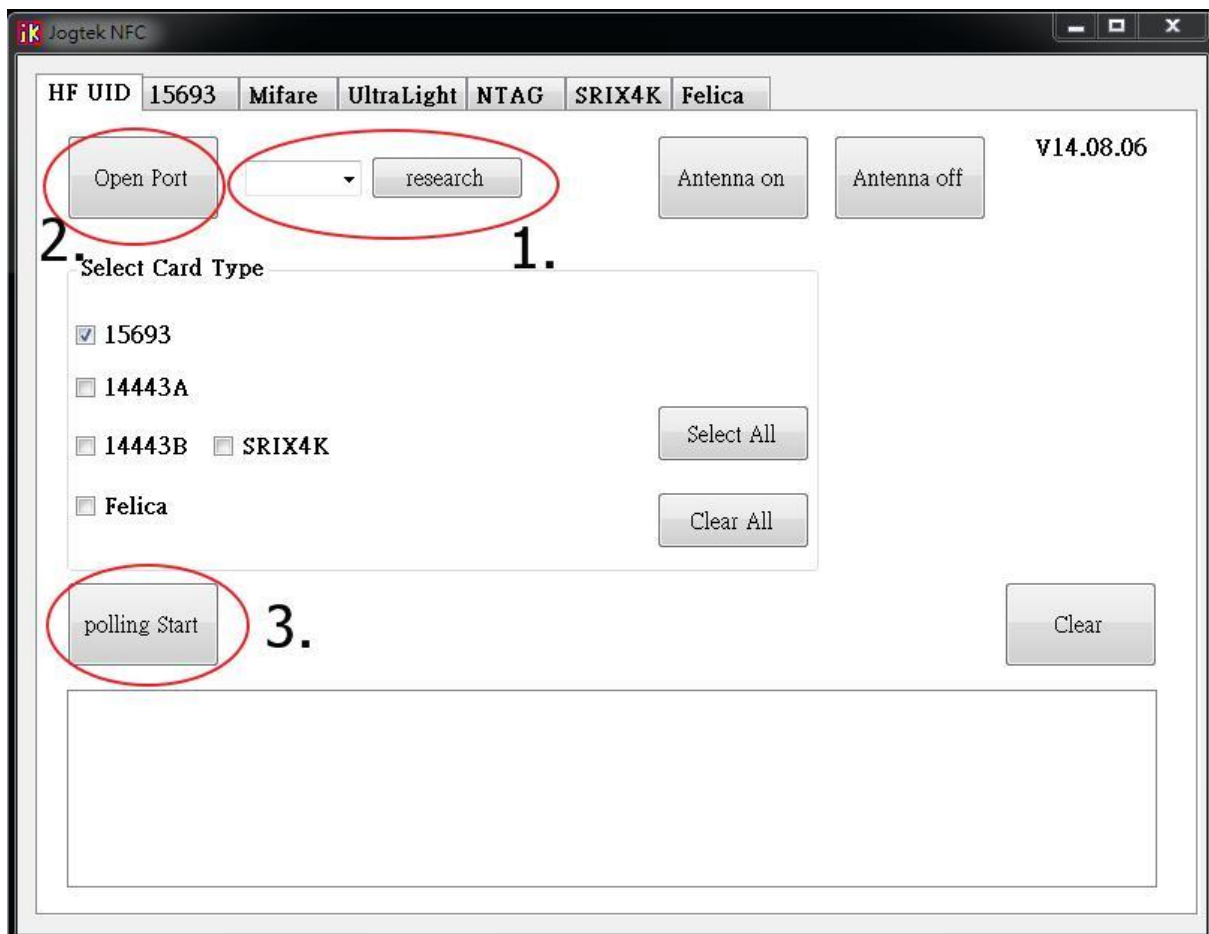 Jogtek NFC
HF UID 15693 Mifare UltraLight NTAG SRIX4K Felica
V14.08.06
Open Port research Antenna on Antenna off
2. 1.
Select Card Type
15693
14443A
14443B SRIX4K Select All
Felica Clear All
polling Start 3. Clear